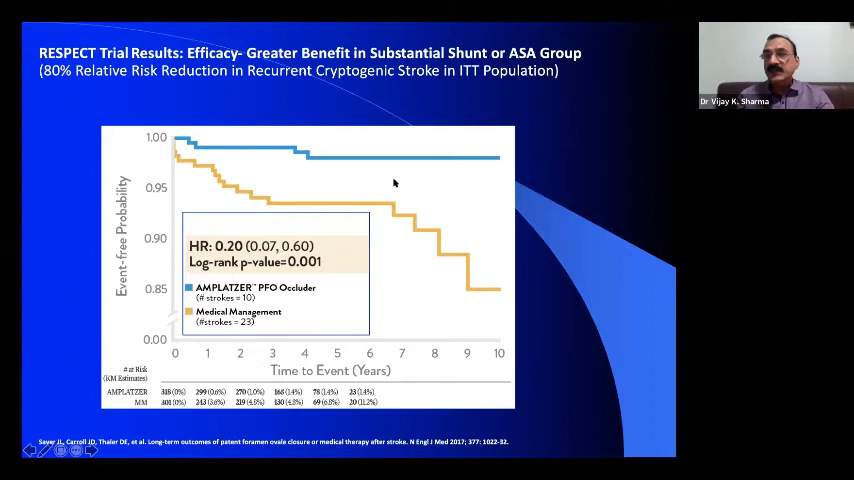 RESPECT Trial Results: Efficacy- Greater Benefit in Substantial Shunt or ASA Group
(80% Relative Risk Reduction in Recurrent Cryptogenic Stroke in ITT Population)
Dr Vijay K. Sharma
1.00
0.95
0.90
0.85
0.00
Event-free Probability
HR: 0.20 (0.07, 0.60)
Log-rank p-value=0.001
AMPLATZER™ PFO Occluder
(# strokes = 10)
Medical Management
(#strokes = 23)
0 1 2 3 4 5 6 7 8 9 10
Time to Event (Years)
# at Risk
(KM Estimates)
AMPLATZER 318 (0%) 299 (0.6%) 270 (1.0%) 166 (1.4%) 78 (1.4%) 23 (1.4%)
MM 301 (0%) 243 (3.6%) 219 (4.8%) 130 (4.8%) 69 (6.8%) 20 (11.2%)
Saver JL, Carroll JD, Thaler DE, et al. Long-term outcomes of patent foramen ovale closure or medical therapy after stroke. N Engl J Med 2017; 377: 1022-32.